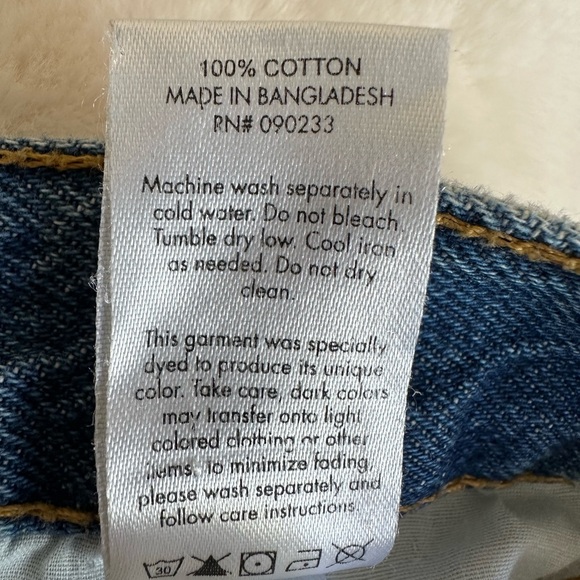 100% COTTON
MADE IN BANGLADESH
RN# 090233
Machine wash separately in
cold water. Do not bleach
Tumble dry low. Cool iron
as needed. Do not dry
clean.
This garment was specially
dyed to produce its unique
color. Take care, dark colors
may transfer onto light
colored clothing or other
To minimize fading,
please wash separately and
follow care instructions.
30